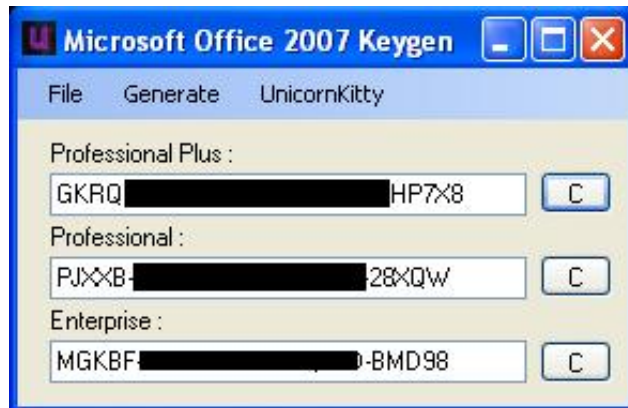 Microsoft Office 2007 Keygen
File Generate UnicornKitty
Professional Plus :
GKRQ HP7X8 C
Professional :
PJXXB- -28XQW C
Enterprise :
MGKBF- -BMD98 C